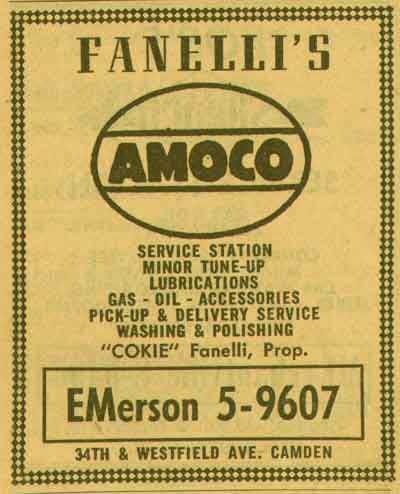 FANELLI'S
AMOCO
SERVICE STATION
MINOR TUNE-UP
LUBRICATIONS
GAS - OIL - ACCESSORIES
PICK-UP & DELIVERY SERVICE
WASHING & POLISHING
"COKIE" Fanelli, Prop.
EMerson 5-9607
34TH & WESTFIELD AVE. CAMDEN